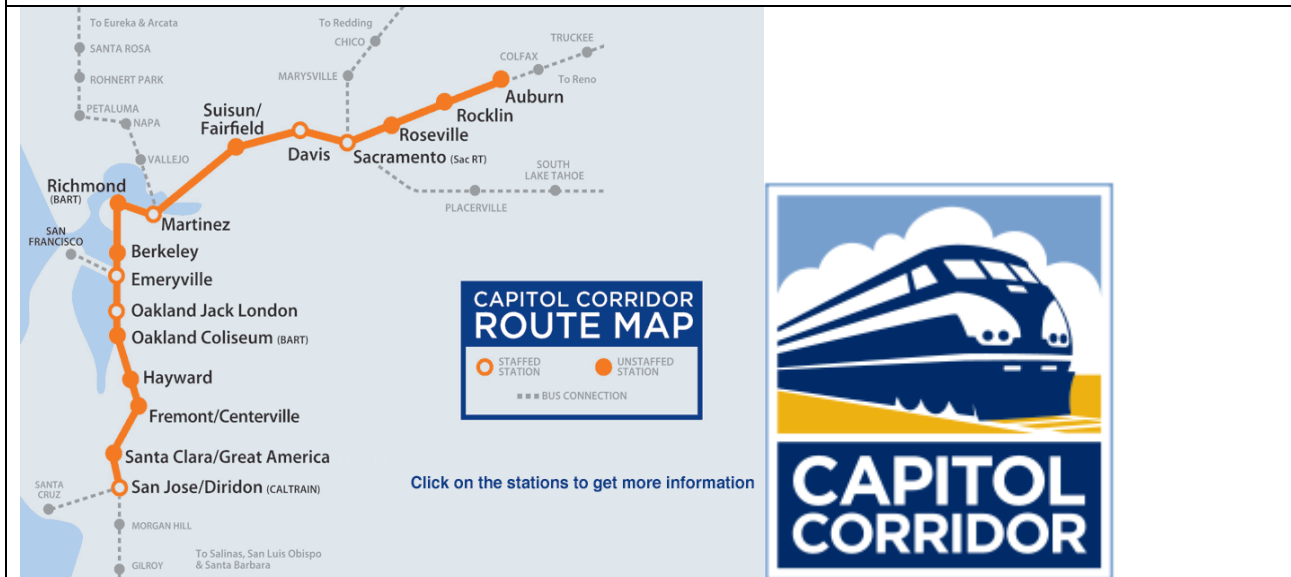 To Eureka & Arcata
SANTA ROSA
ROHNERT PARK
PETALUMA
NAPA
VALLEJO
To Redding
CHICO
MARYSVILLE
TRUCKEE
COLFAX
To Reno
Auburn
Rocklin
Roseville
Sacramento (Sac RT)
Davis
Suisun/
Fairfield
SOUTH
LAKE TAHOE
PLACERVILLE
Richmond
(BART)
Martinez
SAN
FRANCISCO
Berkeley
Emeryville
Oakland Jack London
Oakland Coliseum (BART)
Hayward
Fremont/Centerville
Santa Clara/Great America
San Jose/Diridon (CALTRAIN)
SANTA
CRUZ
MORGAN HILL
GILROY
To Salinas, San Luis Obispo
& Santa Barbara
CAPITOL CORRIDOR
ROUTE MAP
STAFFED
STATION
UNSTAFFED
STATION
BUS CONNECTION
Click on the stations to get more information
CAPITOL
CORRIDOR